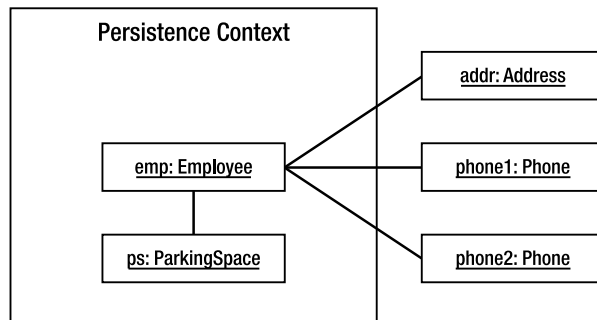 Persistence Context
addr: Address
emp: Employee
phone1: Phone
ps: ParkingSpace
phone2: Phone